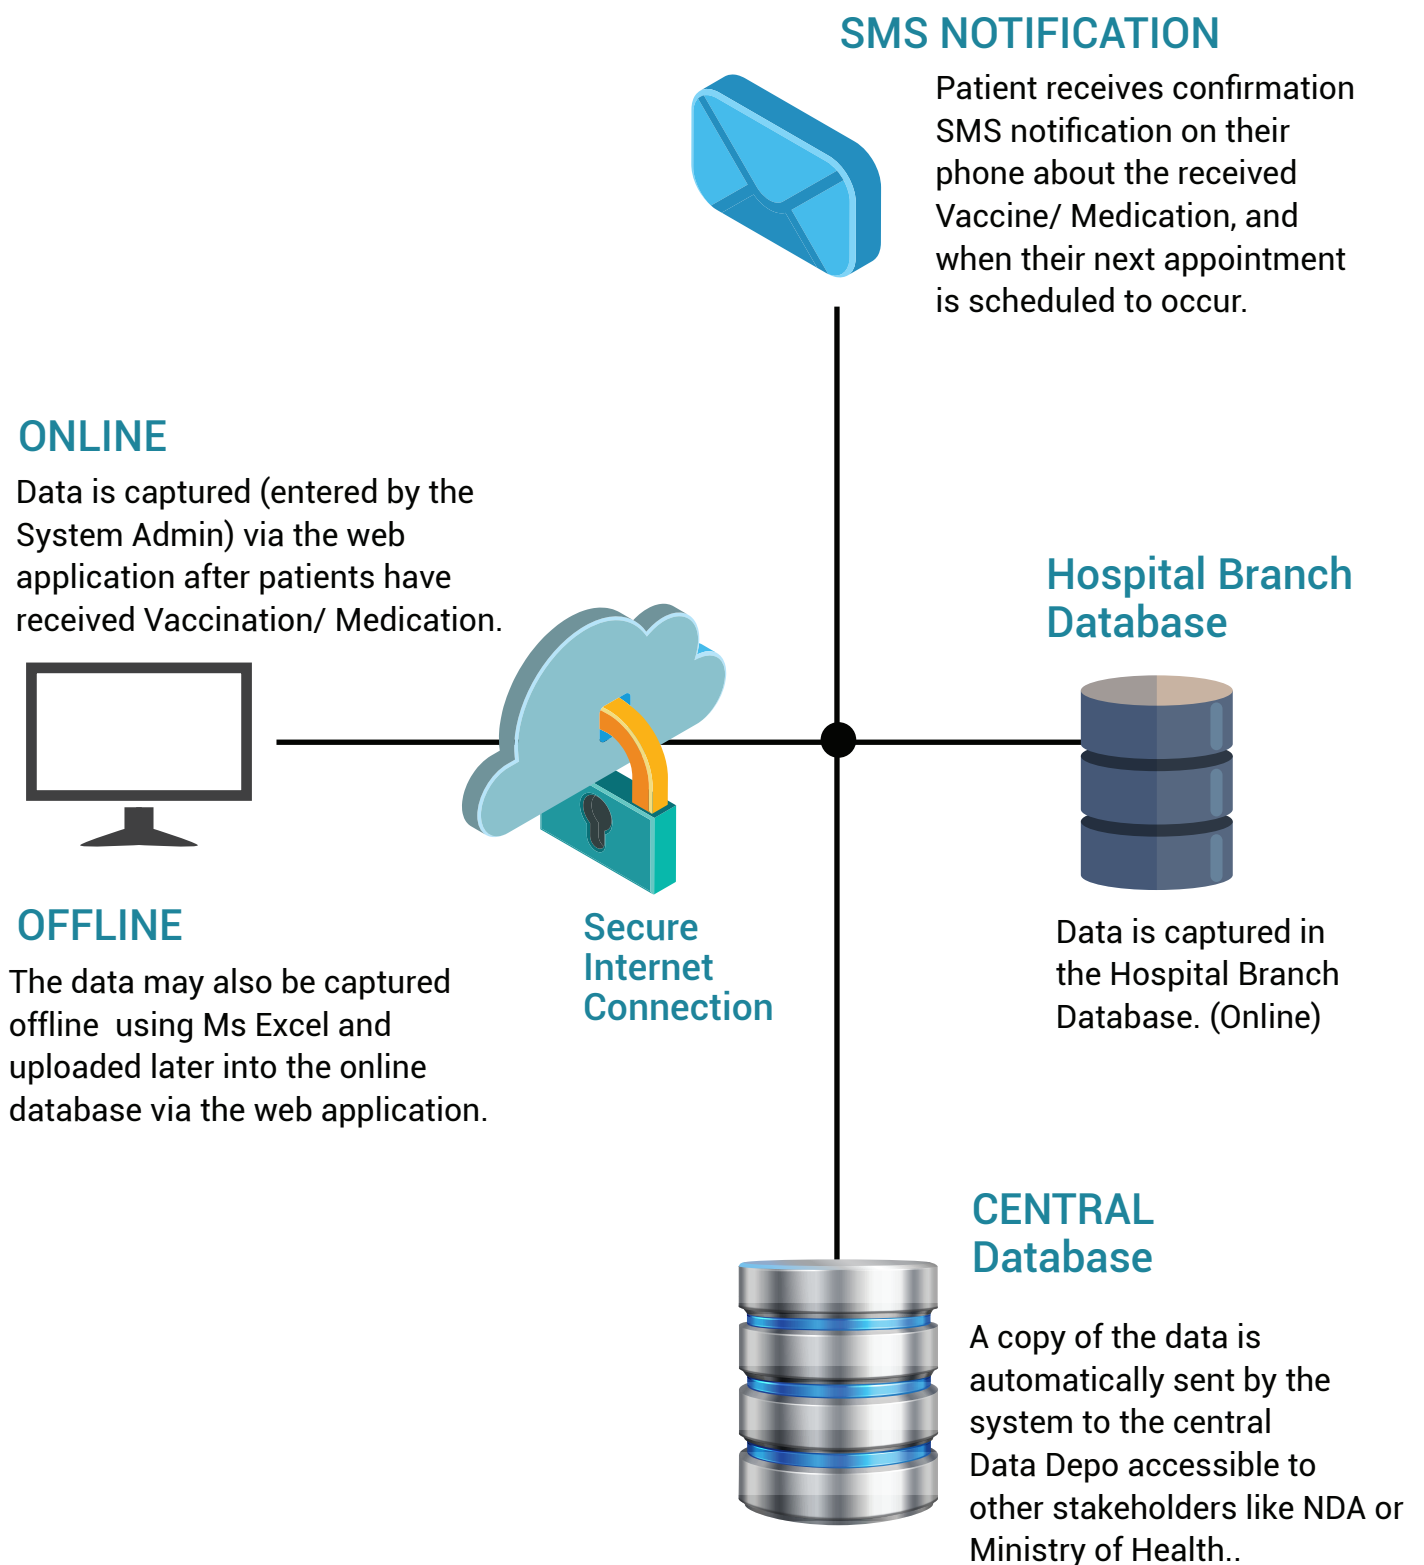 SMS NOTIFICATION
Patient receives confirmation
SMS notification on their
phone about the received
Vaccine/ Medication, and
when their next appointment
is scheduled to occur.
ONLINE
Data is captured (entered by the
System Admin) via the web
application after patients have
received Vaccination/ Medication.
Hospital Branch
Database
OFFLINE
The data may also be captured
offline  using Ms Excel and
uploaded later into the online
database via the web application.
Secure
Internet
Connection
Data is captured in
the Hospital Branch
Database. (Online)
CENTRAL
Database
A copy of the data is
automatically sent by the
system to the central
Data Depo accessible to
other stakeholders like NDA or
Ministry of Health..